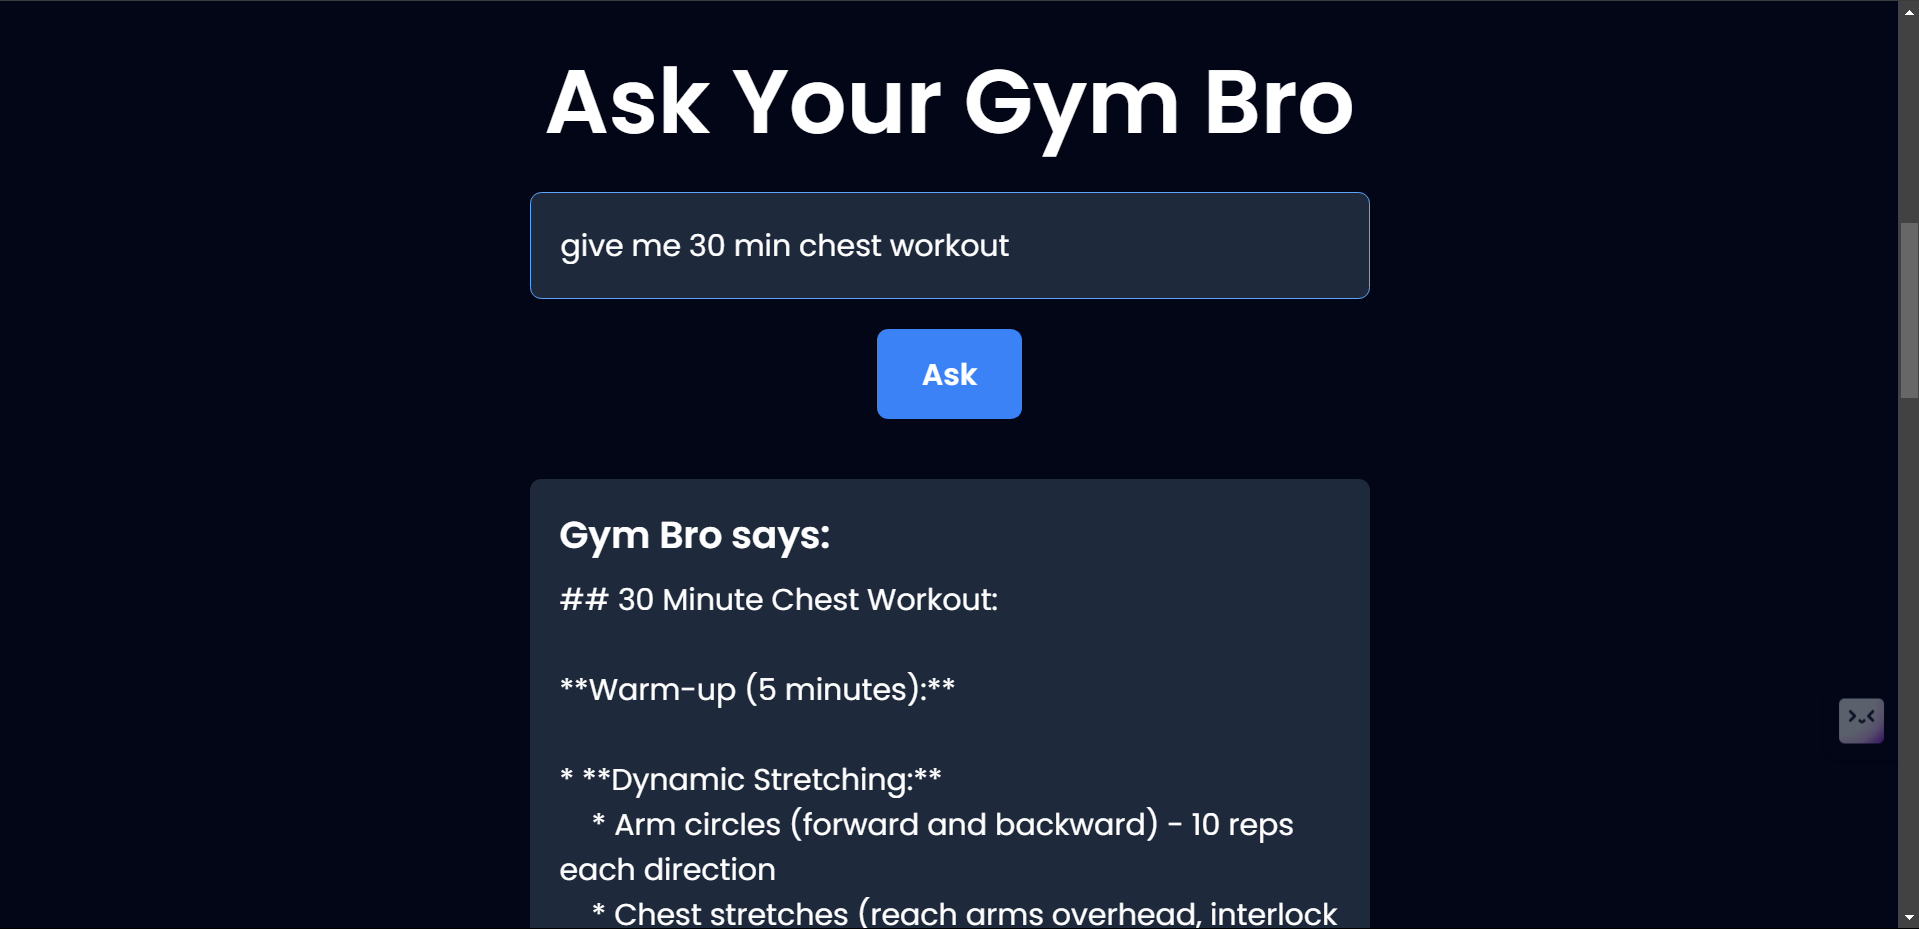 Ask Your Gym Bro
give me 30 min chest workout
Ask
Gym Bro says:
## 30 Minute Chest Workout:
**Warm-up (5 minutes):**
* **Dynamic Stretching:**
* Arm circles (forward and backward) - 10 reps
each direction
* Chest stretches (reach arms overhead, interlock